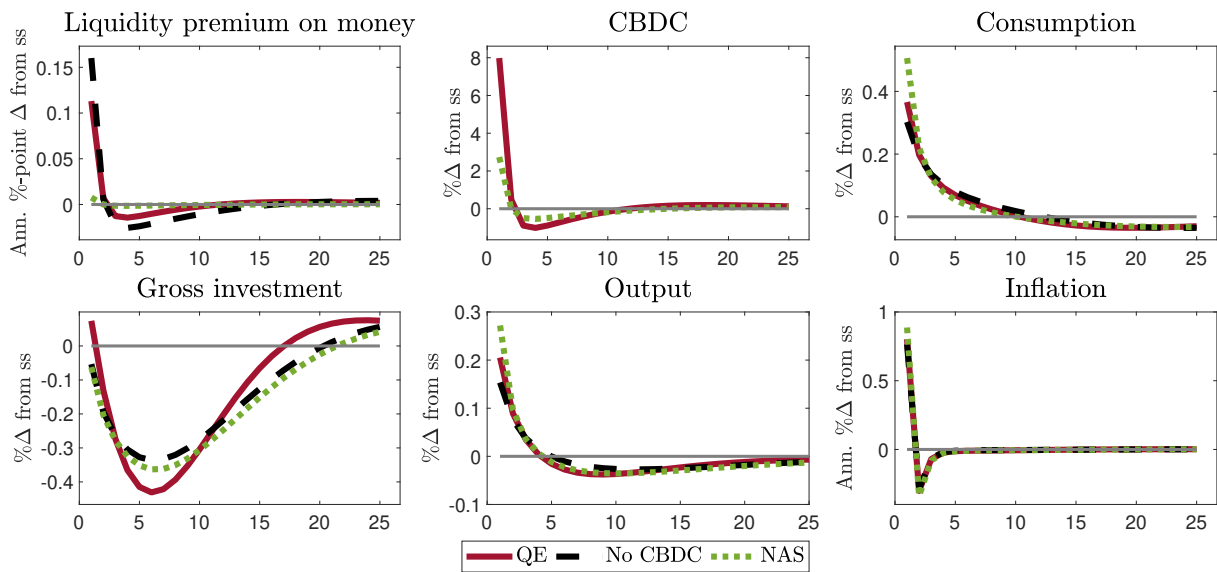 Liquidity premium on money
CBDC
Consumption
Ann. %-point Δ from ss
0.15
0.1
0.05
0
0 5 10 15 20 25
%Δ from ss
8
6
4
2
0
0 5 10 15 20 25
%Δ from ss
0.4
0.2
0
0 5 10 15 20 25
Gross investment
Output
Inflation
%Δ from ss
0
-0.1
-0.2
-0.3
-0.4
0 5 10 15 20 25
%Δ from ss
0.3
0.2
0.1
0
-0.1
0 5 10 15 20 25
Ann. %Δ from ss
1
0.5
0
0 5 10 15 20 25
QE No CBDC NAS